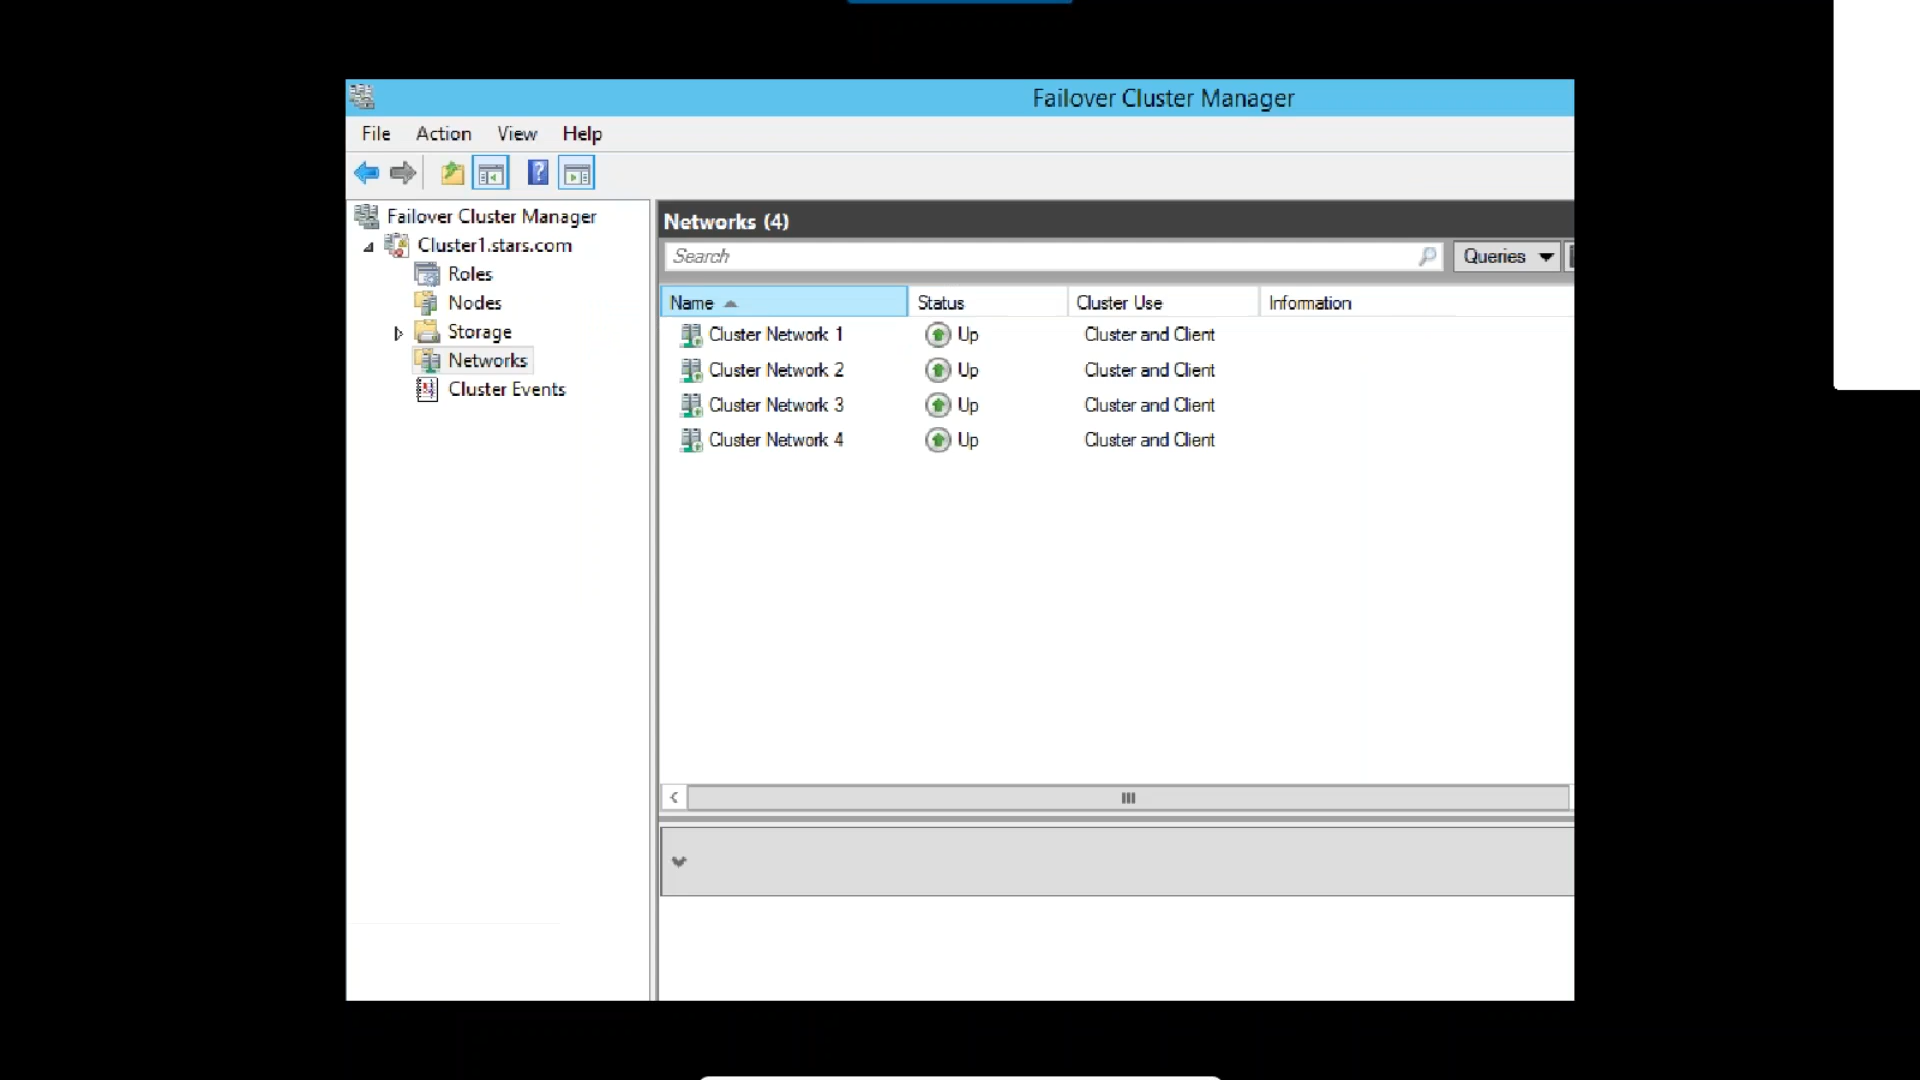 Failover Cluster Manager
File Action View Help
Failover Cluster Manager
Cluster1.stars.com
Roles
Nodes
Storage
Networks
Cluster Events
Networks (4)
Search
Queries
Name Status Cluster Use Information
Cluster Network 1 Up Cluster and Client
Cluster Network 2 Up Cluster and Client
Cluster Network 3 Up Cluster and Client
Cluster Network 4 Up Cluster and Client